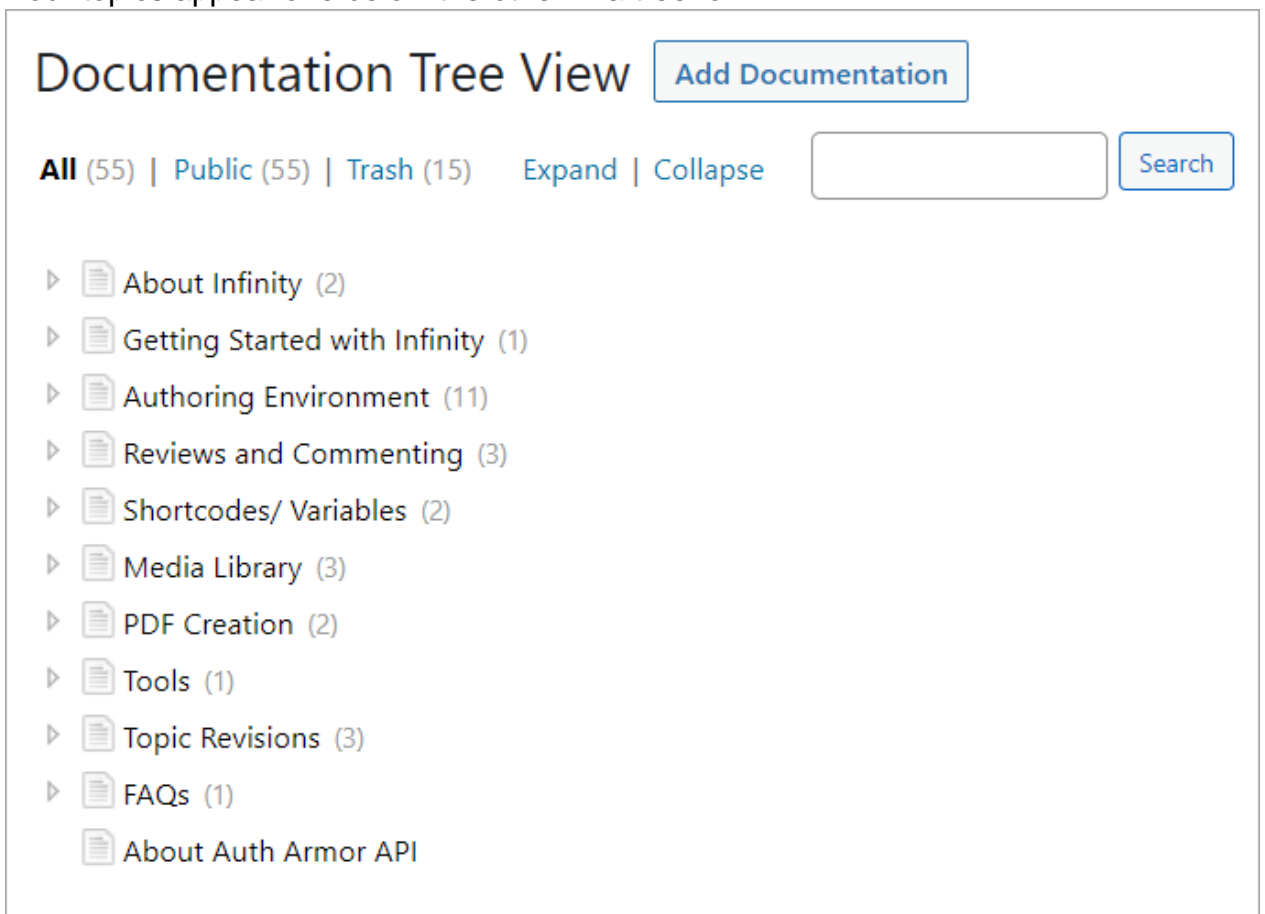 Documentation Tree View Add Documentation
All (55) | Public (55) | Trash (15) Expand | Collapse Search
About Infinity (2)
Getting Started with Infinity (1)
Authoring Environment (11)
Reviews and Commenting (3)
Shortcodes/ Variables (2)
Media Library (3)
PDF Creation (2)
Tools (1)
Topic Revisions (3)
FAQs (1)
About Auth Armor API